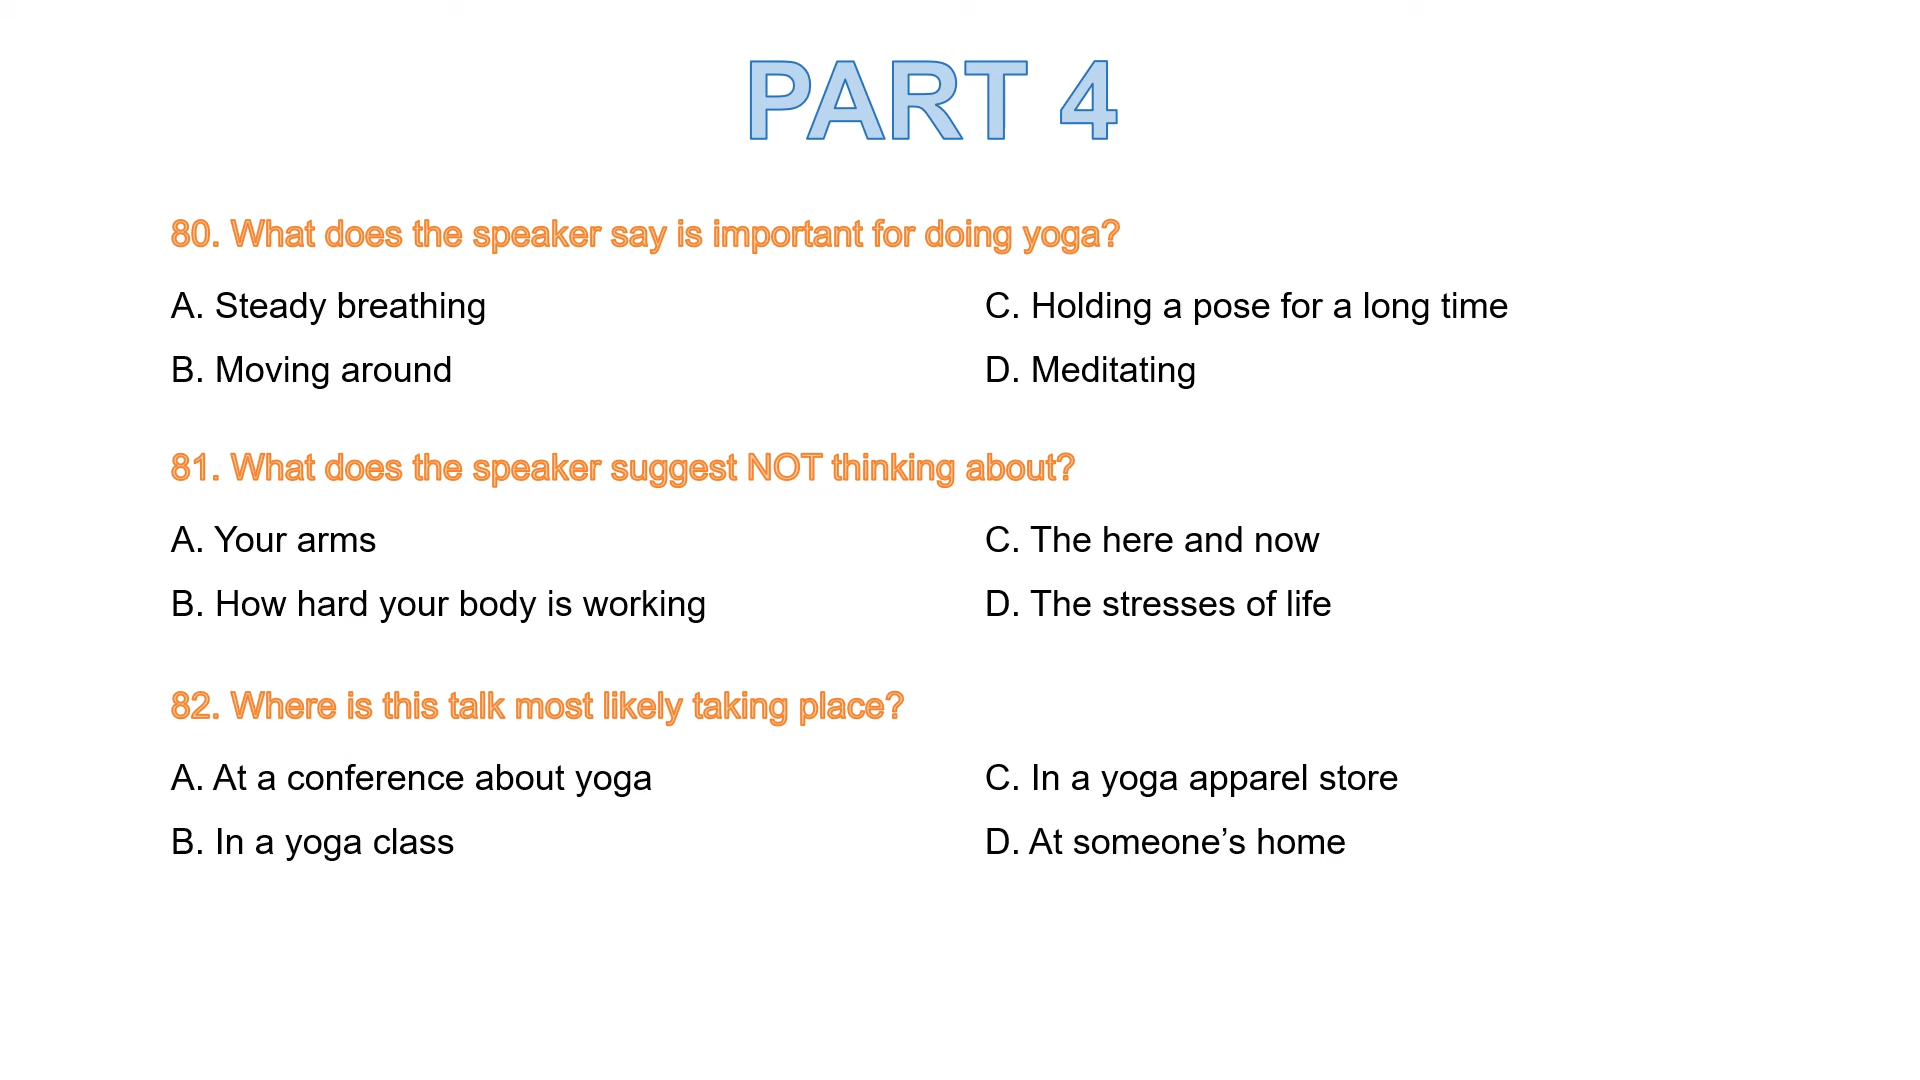 PART 4
80. What does the speaker say is important for doing yoga?
A. Steady breathing
B. Moving around
C. Holding a pose for a long time
D. Meditating
81. What does the speaker suggest NOT thinking about?
A. Your arms
B. How hard your body is working
C. The here and now
D. The stresses of life
82. Where is this talk most likely taking place?
A. At a conference about yoga
B. In a yoga class
C. In a yoga apparel store
D. At someone’s home